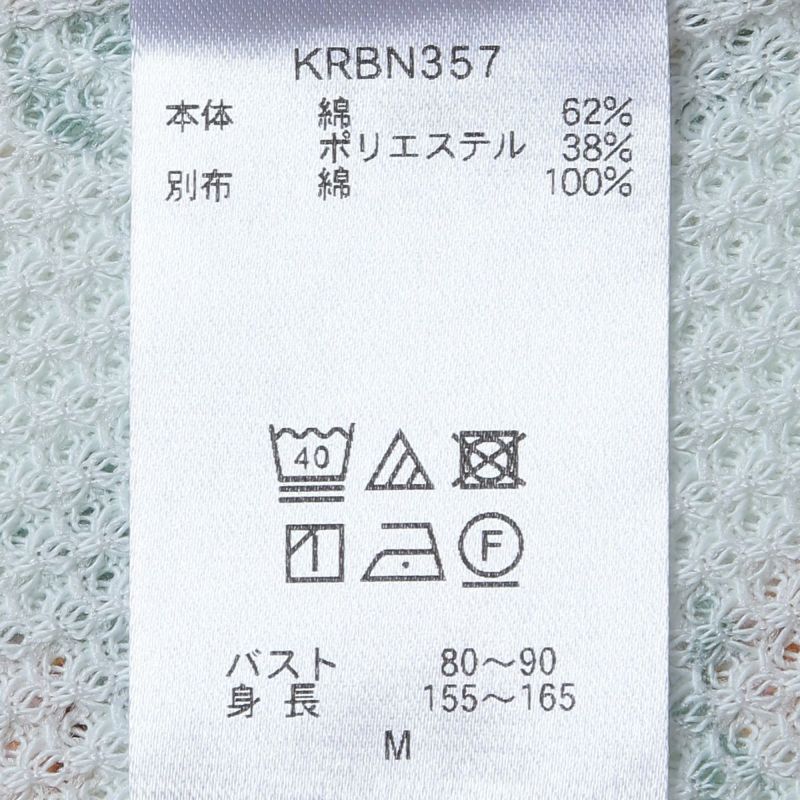 KRBN357
本体 綿 62%
ポリエステル 38%
別布 綿 100%
40
F
バスト 80～90
身長 155～165
M